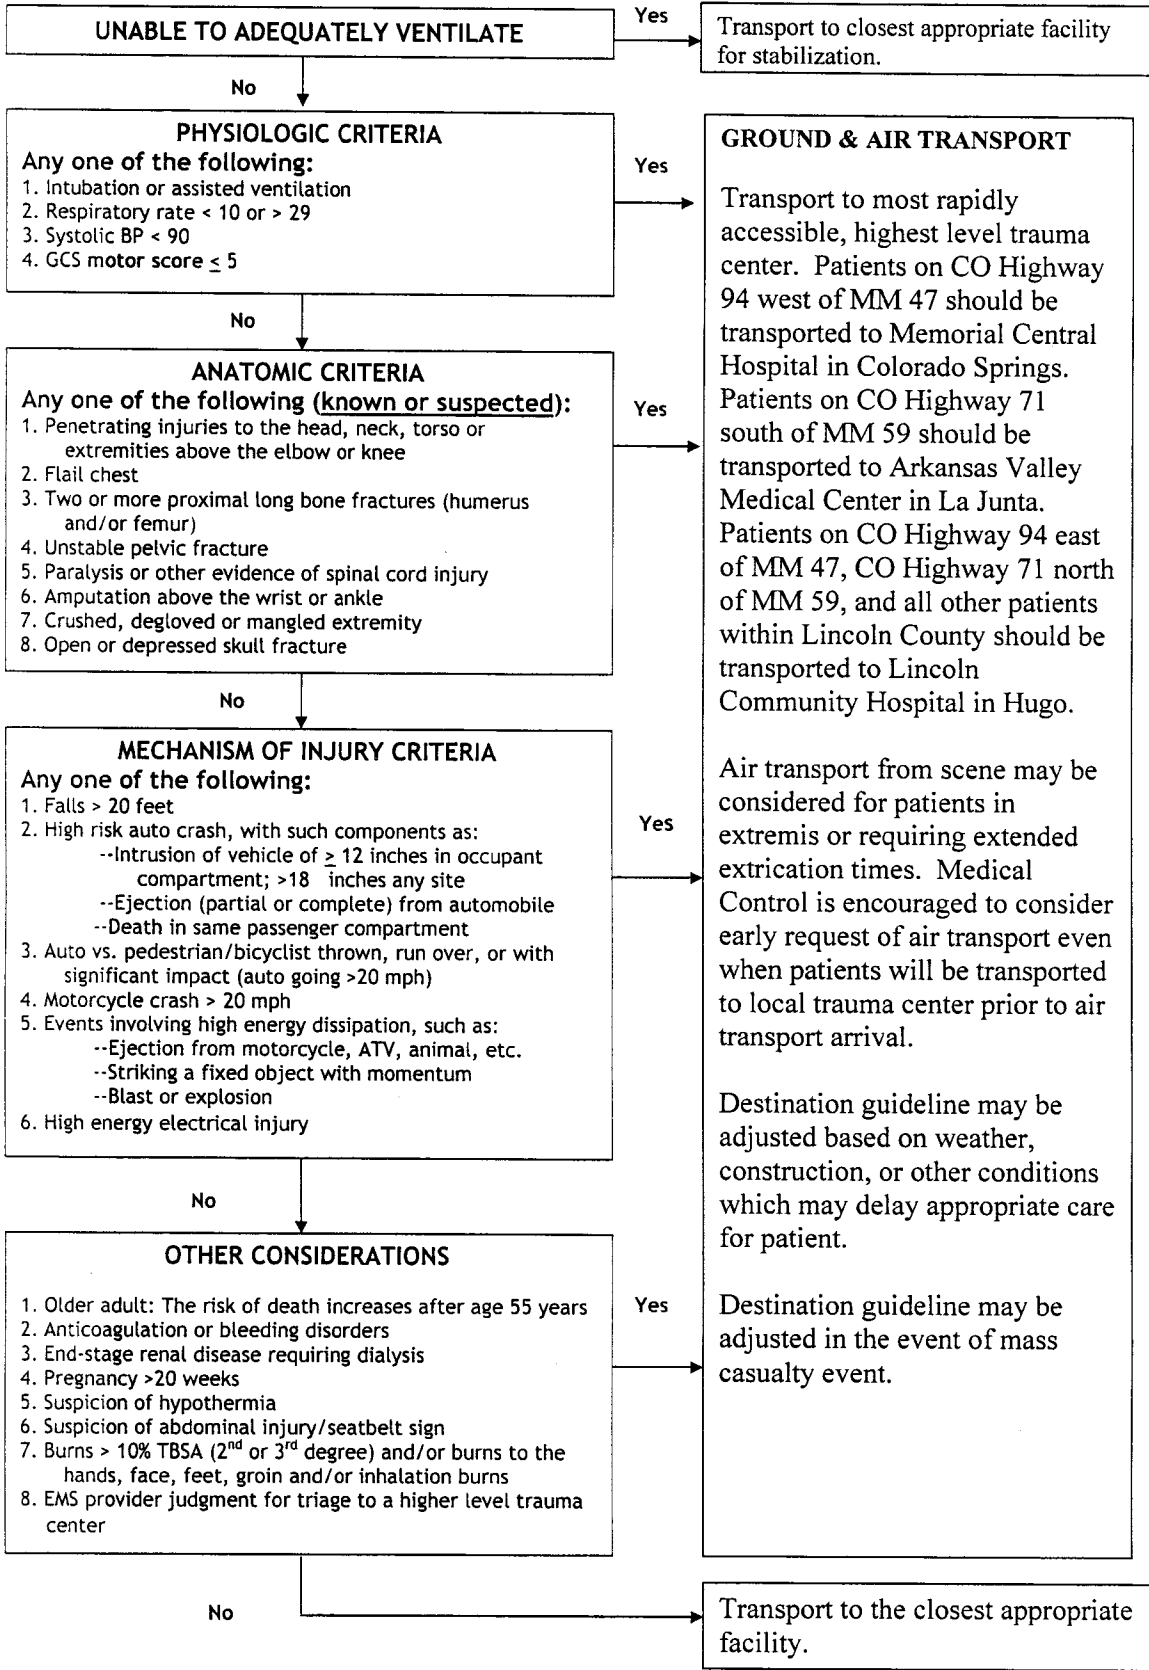 UNABLE TO ADEQUATELY VENTILATE
Yes
Transport to closest appropriate facility
for stabilization.
No
PHYSIOLOGIC CRITERIA
Any one of the following:
1. Intubation or assisted ventilation
2. Respiratory rate < 10 or > 29
3. Systolic BP < 90
4. GCS motor score ≤ 5
Yes
No
ANATOMIC CRITERIA
Any one of the following (known or suspected):
1. Penetrating injuries to the head, neck, torso or
extremities above the elbow or knee
2. Flail chest
3. Two or more proximal long bone fractures (humerus
and/or femur)
4. Unstable pelvic fracture
5. Paralysis or other evidence of spinal cord injury
6. Amputation above the wrist or ankle
7. Crushed, degloved or mangled extremity
8. Open or depressed skull fracture
Yes
No
MECHANISM OF INJURY CRITERIA
Any one of the following:
1. Falls > 20 feet
2. High risk auto crash, with such components as:
--Intrusion of vehicle of ≥ 12 inches in occupant
compartment; >18 inches any site
--Ejection (partial or complete) from automobile
--Death in same passenger compartment
3. Auto vs. pedestrian/bicyclist thrown, run over, or with
significant impact (auto going >20 mph)
4. Motorcycle crash > 20 mph
5. Events involving high energy dissipation, such as:
--Ejection from motorcycle, ATV, animal, etc.
--Striking a fixed object with momentum
--Blast or explosion
6. High energy electrical injury
Yes
No
OTHER CONSIDERATIONS
1. Older adult: The risk of death increases after age 55 years
2. Anticoagulation or bleeding disorders
3. End-stage renal disease requiring dialysis
4. Pregnancy >20 weeks
5. Suspicion of hypothermia
6. Suspicion of abdominal injury/seatbelt sign
7. Burns > 10% TBSA (2nd or 3rd degree) and/or burns to the
hands, face, feet, groin and/or inhalation burns
8. EMS provider judgment for triage to a higher level trauma
center
Yes
GROUND & AIR TRANSPORT
Transport to most rapidly
accessible, highest level trauma
center. Patients on CO Highway
94 west of MM 47 should be
transported to Memorial Central
Hospital in Colorado Springs.
Patients on CO Highway 71
south of MM 59 should be
transported to Arkansas Valley
Medical Center in La Junta.
Patients on CO Highway 94 east
of MM 47, CO Highway 71 north
of MM 59, and all other patients
within Lincoln County should be
transported to Lincoln
Community Hospital in Hugo.
Air transport from scene may be
considered for patients in
extremis or requiring extended
extrication times. Medical
Control is encouraged to consider
early request of air transport even
when patients will be transported
to local trauma center prior to air
transport arrival.
Destination guideline may be
adjusted based on weather,
construction, or other conditions
which may delay appropriate care
for patient.
Destination guideline may be
adjusted in the event of mass
casualty event.
No
Transport to the closest appropriate
facility.